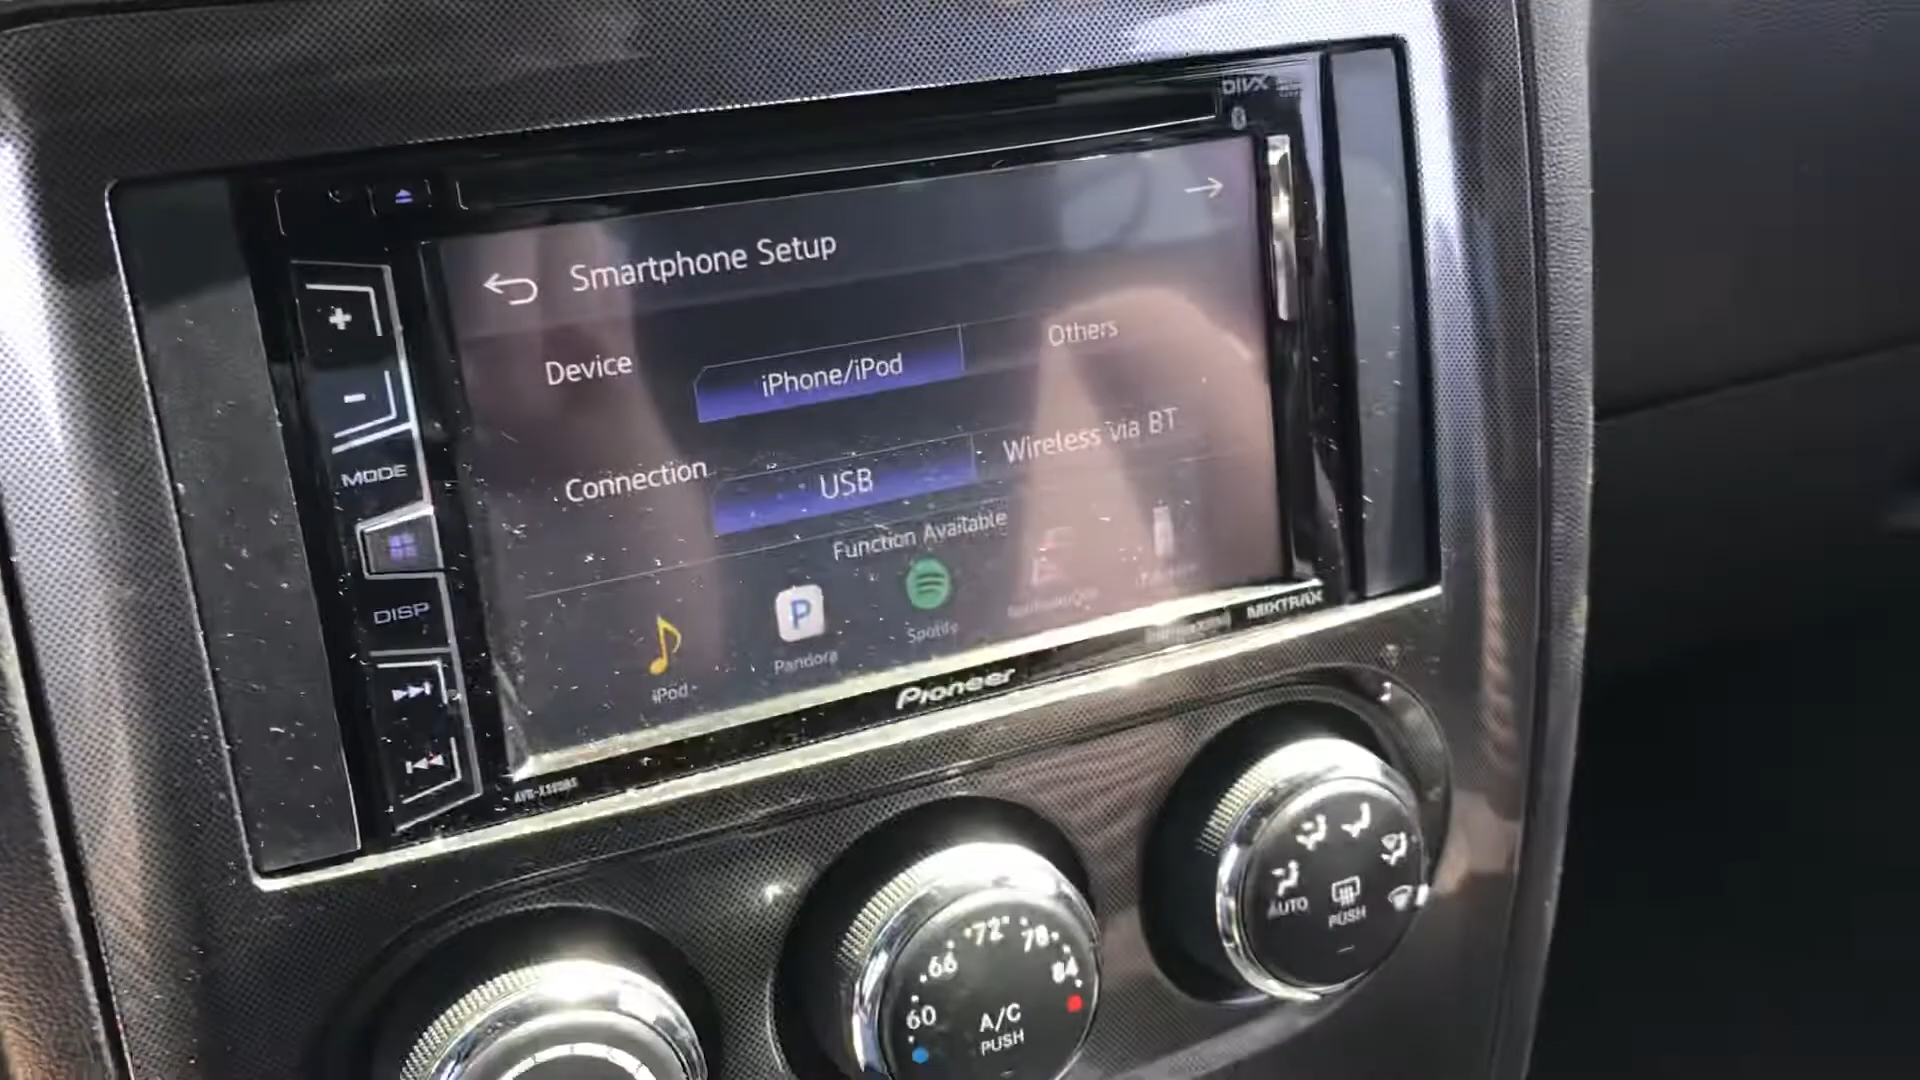 DIVX
Smartphone Setup
Device
iPhone/iPod
Others
Connection
USB
Wireless via BT
Function Available
iPod
Pandora
Spotify
MODE
DISP
MIXTRAX
Pioneer
60 66 72 78 84
A/C
PUSH
AUTO
PUSH